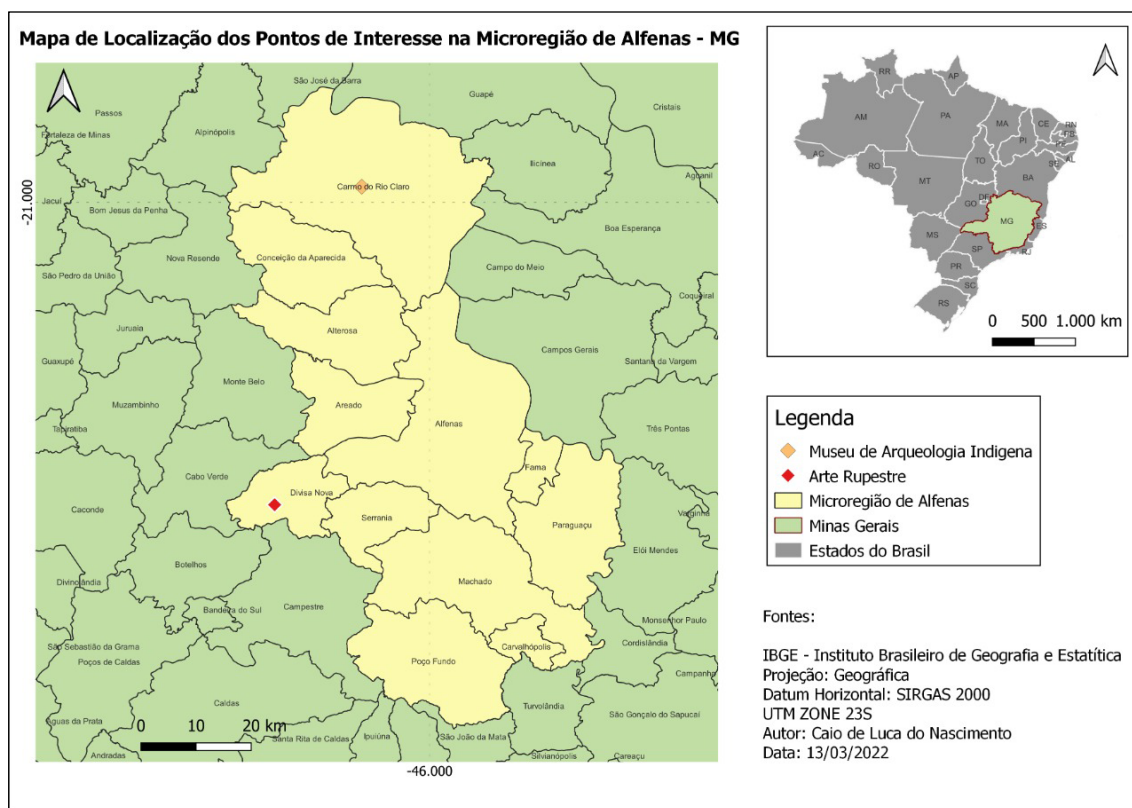 Mapa de Localização dos Pontos de Interesse na Microregião de Alfenas - MG
São José da Barra
Guapé
Cristais
Passos
Fortaleza de Minas
Alpinópolis
Ilicínea
Aguanil
Carmo do Rio Claro
-21.000
Jacuí
Bom Jesus da Penha
Boa Esperança
Nova Resende
Conceição da Aparecida
Campo do Meio
São Pedro da União
Coqueiral
Juruaia
Alterosa
Campos Gerais
Guaxupé
Santana da Vargem
Monte Belo
Muzambinho
Areado
Alfenas
Três Pontas
Tapiratiba
Fama
Cabo Verde
Divisa Nova
Caconde
Serrania
Paraguaçu
Varginha
Elói Mendes
Botelhos
Divinolândia
Machado
Bandeira do Sul
Campestre
Monsenhor Paulo
São Sebastião da Grama
Carvalhópolis
Cordislândia
Poços de Caldas
Poço Fundo
Campanha
Caldas
Turvolândia
São Gonçalo do Sapucaí
Águas da Prata
0 10 20 km
Santa Rita de Caldas
Ipuiúna
São João da Mata
Andradas
Silvianópolis
Careaçu
-46.000
RR
AP
AM
PA
MA
CE
RN
PB
PI
AC
TO
AL
RO
SE
BA
MT
DF
GO
MG
ES
MS
SP
RJ
PR
SC
RS
0 500 1.000 km
Legenda
Museu de Arqueologia Indigena
Arte Rupestre
Microregião de Alfenas
Minas Gerais
Estados do Brasil
Fontes:
IBGE - Instituto Brasileiro de Geografia e Estatítica
Projeção: Geográfica
Datum Horizontal: SIRGAS 2000
UTM ZONE 23S
Autor: Caio de Luca do Nascimento
Data: 13/03/2022